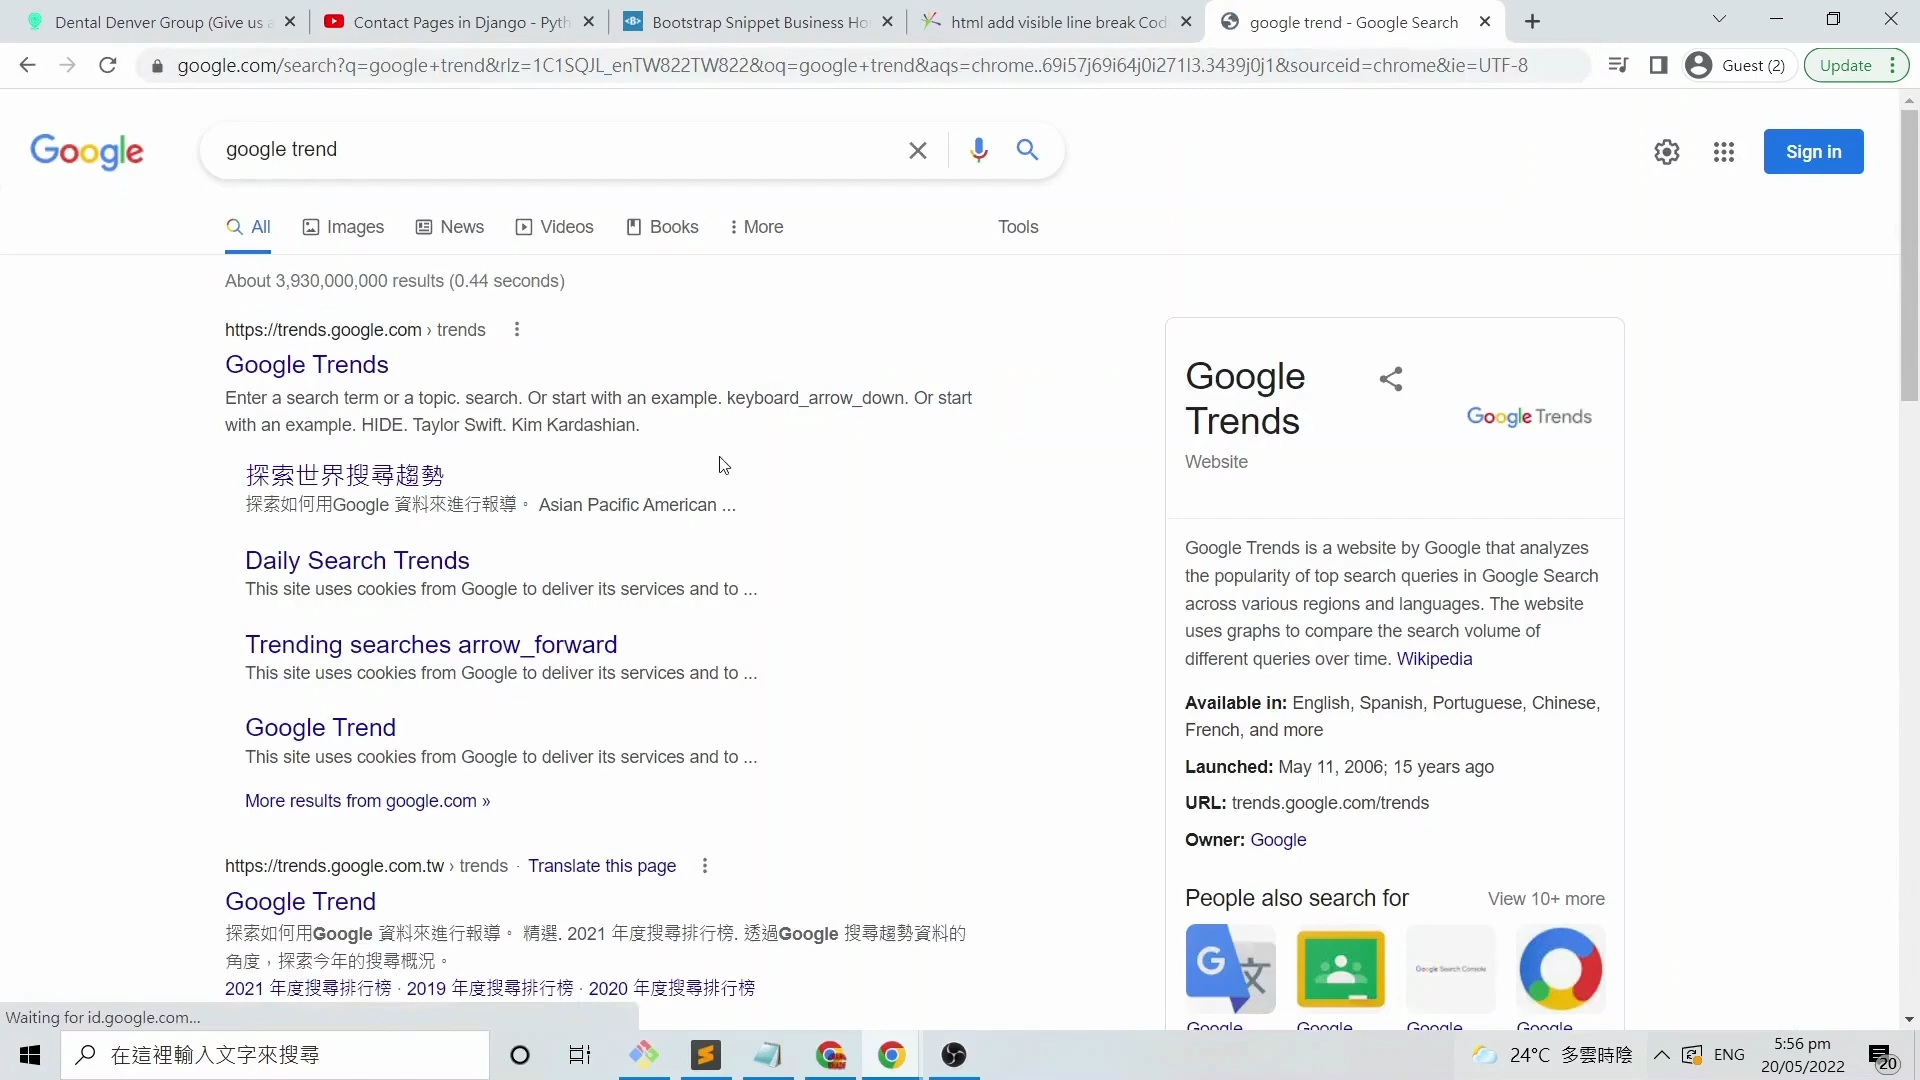 Dental Denver Group (Give us a
Contact Pages in Django - Pyth
Bootstrap Snippet Business Ho
html add visible line break Cod
google trend - Google Search
google.com/search?q=google+trend&rlz=1C1SQJL_enTW822TW822&oq=google+trend&aqs=chrome..69i57j69i64j0i271l3.3439j0j1&sourceid=chrome&ie=UTF-8
Guest (2)
Update
Google
google trend
Sign in
All
Images
News
Videos
Books
More
Tools
About 3,930,000,000 results (0.44 seconds)
https://trends.google.com › trends
Google Trends
Enter a search term or a topic. search. Or start with an example. keyboard_arrow_down. Or start
with an example. HIDE. Taylor Swift. Kim Kardashian.
探索世界搜尋趨勢
探索如何用Google 資料來進行報導。 Asian Pacific American ...
Daily Search Trends
This site uses cookies from Google to deliver its services and to ...
Trending searches arrow_forward
This site uses cookies from Google to deliver its services and to ...
Google Trend
This site uses cookies from Google to deliver its services and to ...
More results from google.com »
https://trends.google.com.tw › trends · Translate this page
Google Trend
探索如何用Google 資料來進行報導。 精選. 2021 年度搜尋排行榜. 透過Google 搜尋趨勢資料的
角度，探索今年的搜尋概況。
2021 年度搜尋排行榜 · 2019 年度搜尋排行榜 · 2020 年度搜尋排行榜
Google
Trends
Google Trends
Website
Google Trends is a website by Google that analyzes
the popularity of top search queries in Google Search
across various regions and languages. The website
uses graphs to compare the search volume of
different queries over time. Wikipedia
Available in: English, Spanish, Portuguese, Chinese,
French, and more
Launched: May 11, 2006; 15 years ago
URL: trends.google.com/trends
Owner: Google
People also search for
View 10+ more
Google Search Console
Google
Google
Google
Google
Waiting for id.google.com...
在這裡輸入文字來搜尋
24°C 多雲時陰
ENG
5:56 pm
20/05/2022
20